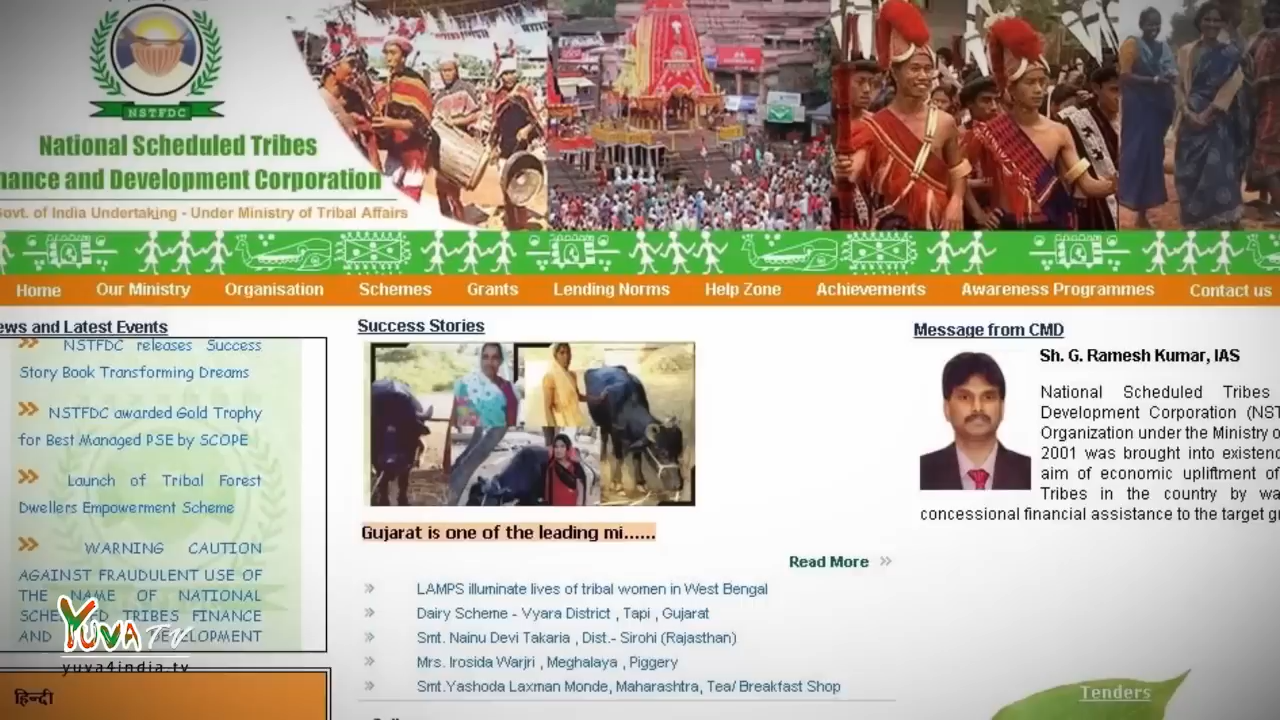 NSTFDC
National Scheduled Tribes
nance and Development Corporation
Govt. of India Undertaking - Under Ministry of Tribal Affairs
Home Our Ministry Organisation Schemes Grants Lending Norms Help Zone Achievements Awareness Programmes Contact us
ews and Latest Events
NSTFDC releases Success
Story Book Transforming Dreams
NSTFDC awarded Gold Trophy
for Best Managed PSE by SCOPE
Launch of Tribal Forest
Dwellers Empowerment Scheme
WARNING CAUTION
AGAINST FRAUDULENT USE OF
THE NAME OF NATIONAL
TRIBES FINANCE
AND
हिन्दी
Success Stories
Gujarat is one of the leading mi......
Read More
LAMPS illuminate lives of tribal women in West Bengal
Dairy Scheme - Vyara District , Tapi , Gujarat
Smt. Nainu Devi Takaria , Dist.- Sirohi (Rajasthan)
Mrs. Irosida Warjri , Meghalaya , Piggery
Smt.Yashoda Laxman Monde, Maharashtra, Tea/ Breakfast Shop
Message from CMD
Sh. G. Ramesh Kumar, IAS
National Scheduled Tribes
Development Corporation (NST
Organization under the Ministry o
2001 was brought into existenc
aim of economic upliftment of
Tribes in the country by wa
concessional financial assistance to the target g
Tenders
YUVA TV
yuva4india.tv